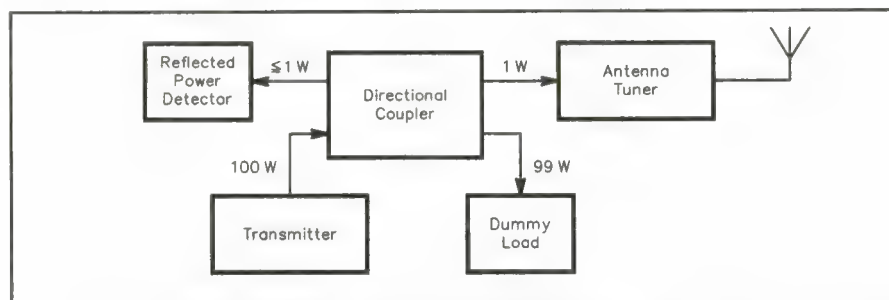 Reflected
Power
Detector
≦1 W
Directional
Coupler
1 W
Antenna
Tuner
100 W
99 W
Transmitter
Dummy
Load